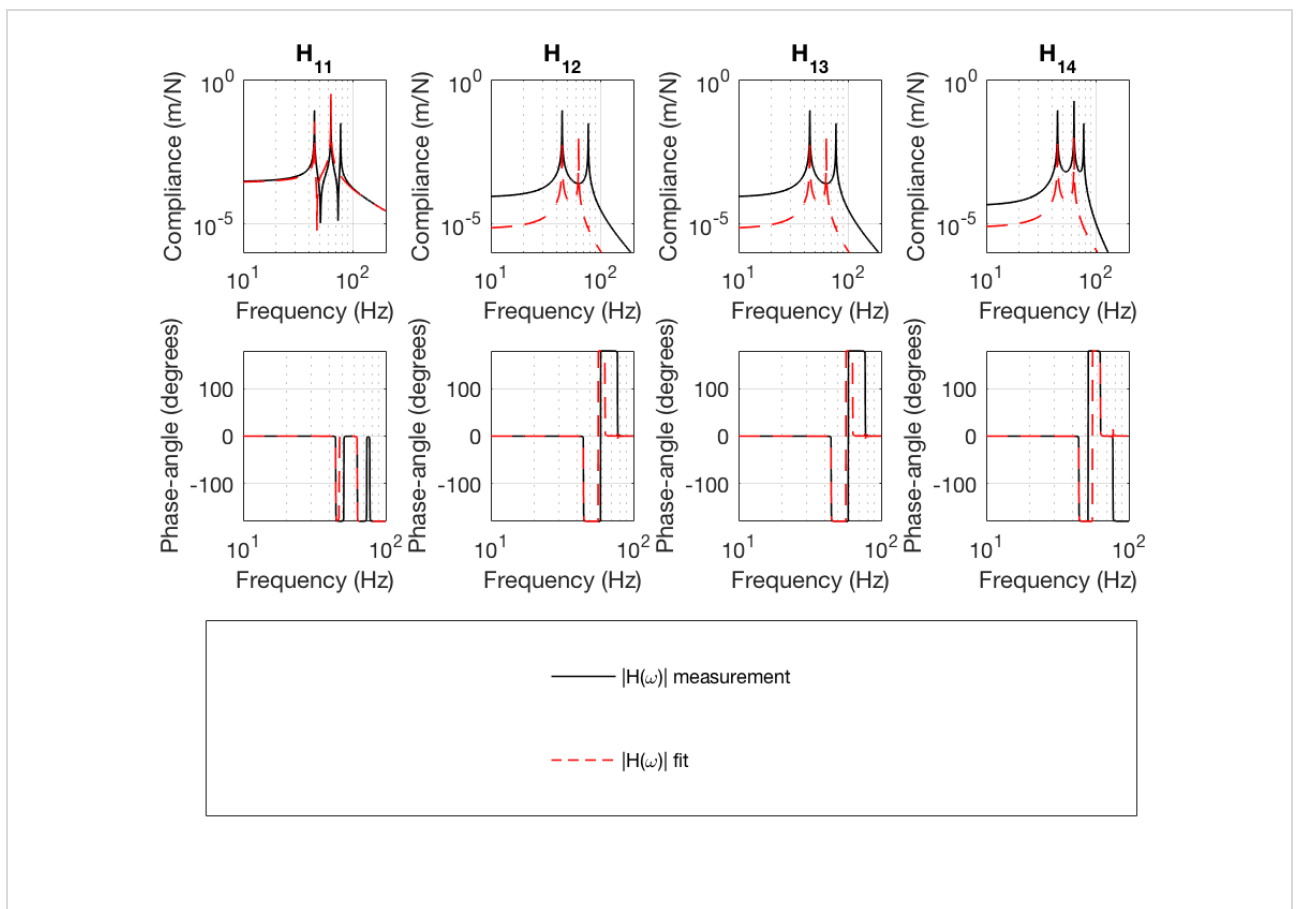 H11 H12 H13 H14
Compliance (m/N) Compliance (m/N) Compliance (m/N) Compliance (m/N)
10^0 10^0 10^0 10^0
10^-5 10^-5 10^-5 10^-5
10^1 10^2 10^1 10^2 10^1 10^2 10^1 10^2
Frequency (Hz) Frequency (Hz) Frequency (Hz) Frequency (Hz)
Phase-angle (degrees) Phase-angle (degrees) Phase-angle (degrees) Phase-angle (degrees)
100 100 100 100
0 0 0 0
-100 -100 -100 -100
10^1 10^2 10^1 10^2 10^1 10^2 10^1 10^2
Frequency (Hz) Frequency (Hz) Frequency (Hz) Frequency (Hz)
|H(ω)| measurement
|H(ω)| fit